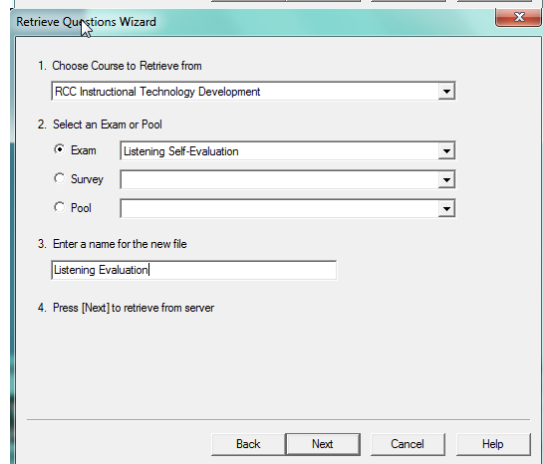 Retrieve Questions Wizard
1. Choose Course to Retrieve from
RCC Instructional Technology Development
2. Select an Exam or Pool
Exam Listening Self-Evaluation
Survey
Pool
3. Enter a name for the new file
Listening Evaluation
4. Press [Next] to retrieve from server
Back Next Cancel Help